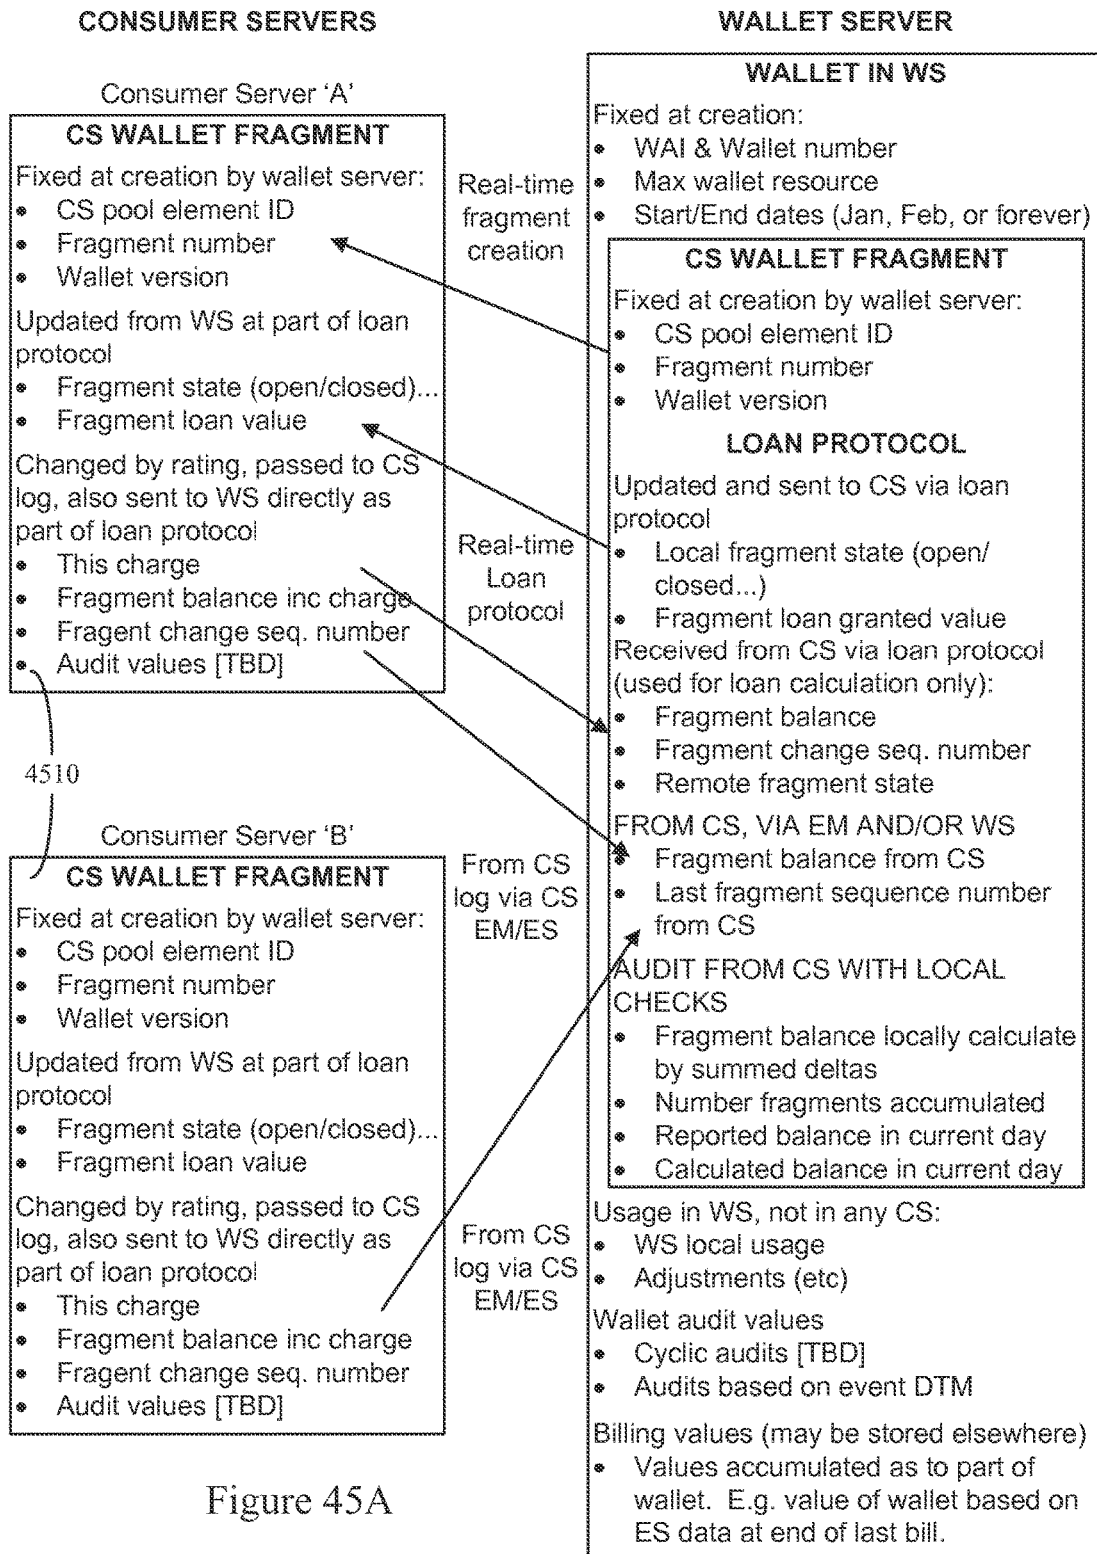 CONSUMER SERVERS
Consumer Server 'A'
CS WALLET FRAGMENT
Fixed at creation by wallet server:
• CS pool element ID
• Fragment number
• Wallet version
Updated from WS at part of loan
protocol
• Fragment state (open/closed)...
• Fragment loan value
Changed by rating, passed to CS
log, also sent to WS directly as
part of loan protocol
• This charge
• Fragment balance inc charge
• Fragent change seq. number
• Audit values [TBD]
4510
Consumer Server 'B'
CS WALLET FRAGMENT
Fixed at creation by wallet server:
• CS pool element ID
• Fragment number
• Wallet version
Updated from WS at part of loan
protocol
• Fragment state (open/closed)...
• Fragment loan value
Changed by rating, passed to CS
log, also sent to WS directly as
part of loan protocol
• This charge
• Fragment balance inc charge
• Fragent change seq. number
• Audit values [TBD]
Real-time
fragment
creation
Real-time
Loan
protocol
From CS
log via CS
EM/ES
From CS
log via CS
EM/ES
WALLET SERVER
WALLET IN WS
Fixed at creation:
• WAI & Wallet number
• Max wallet resource
• Start/End dates (Jan, Feb, or forever)
CS WALLET FRAGMENT
Fixed at creation by wallet server:
• CS pool element ID
• Fragment number
• Wallet version
LOAN PROTOCOL
Updated and sent to CS via loan
protocol
• Local fragment state (open/
closed...)
• Fragment loan granted value
Received from CS via loan protocol
(used for loan calculation only):
• Fragment balance
• Fragment change seq. number
• Remote fragment state
FROM CS, VIA EM AND/OR WS
• Fragment balance from CS
• Last fragment sequence number
from CS
AUDIT FROM CS WITH LOCAL
CHECKS
• Fragment balance locally calculate
by summed deltas
• Number fragments accumulated
• Reported balance in current day
• Calculated balance in current day
Usage in WS, not in any CS:
• WS local usage
• Adjustments (etc)
Wallet audit values
• Cyclic audits [TBD]
• Audits based on event DTM
Billing values (may be stored elsewhere)
• Values accumulated as to part of
wallet. E.g. value of wallet based on
ES data at end of last bill.
Figure 45A